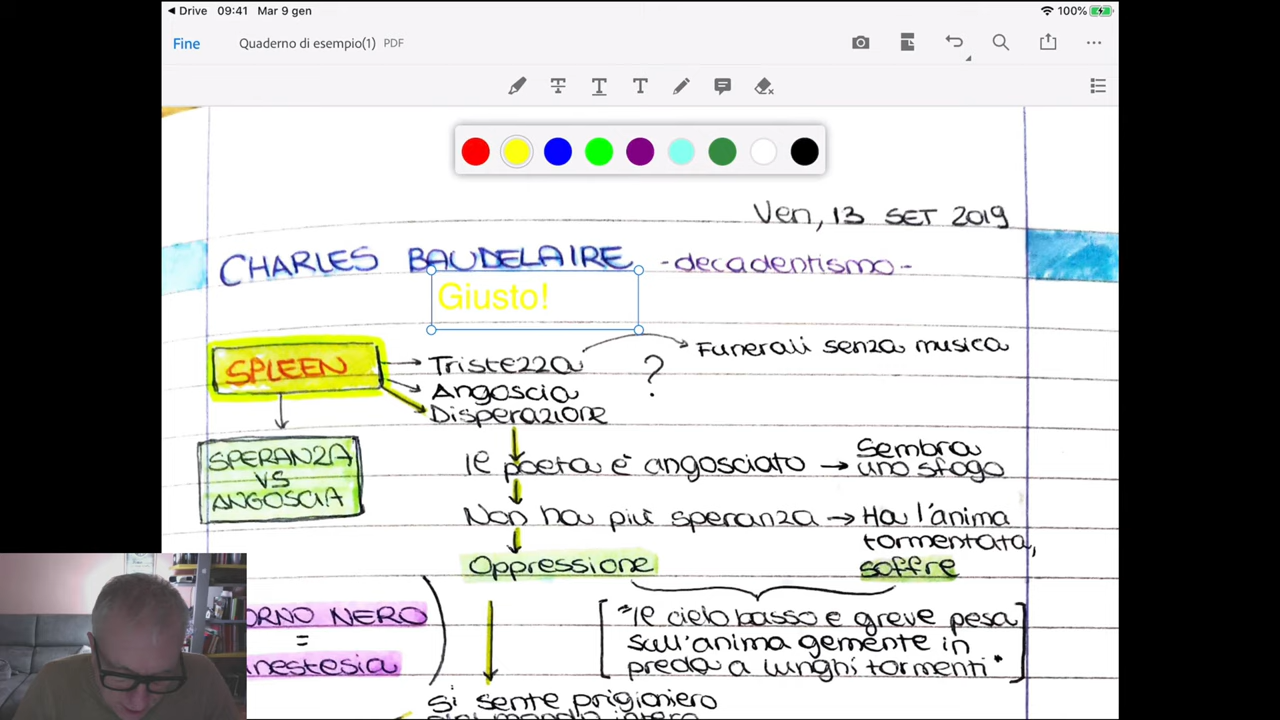 Drive 09:41 Mar 9 gen 100%
Fine Quaderno di esempio(1) PDF
Ven, 13 SET 2019
CHARLES BAUDELAIRE -decadentismo-
Giusto!
SPLEEN → Tristezza ? → Funerali senza musica
Angoscia
Disperazione
SPERANZA
VS
ANGOSCIA
Il poeta è angosciato → Sembra
uno sfogo
Non ha più speranza → Ha l'anima
tormentata,
soffre
Oppressione
ORNO NERO
=
nestesia
["Il cielo basso e greve pesa
sull'anima gemente in
preda a lunghi tormenti"]
si sente prigioniero